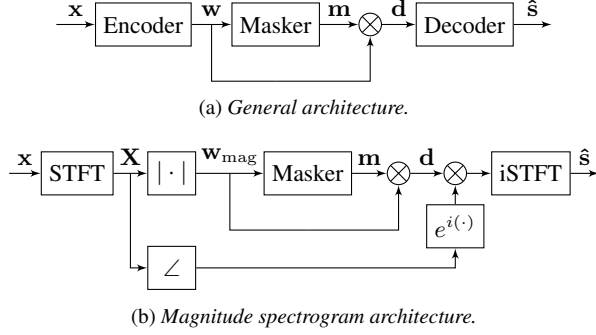 x Encoder w Masker m ⊗ d Decoder ŝ
(a) General architecture.
x STFT X |·| w_mag Masker m ⊗ d ⊗ iSTFT ŝ
e^{i(·)}
∠
(b) Magnitude spectrogram architecture.